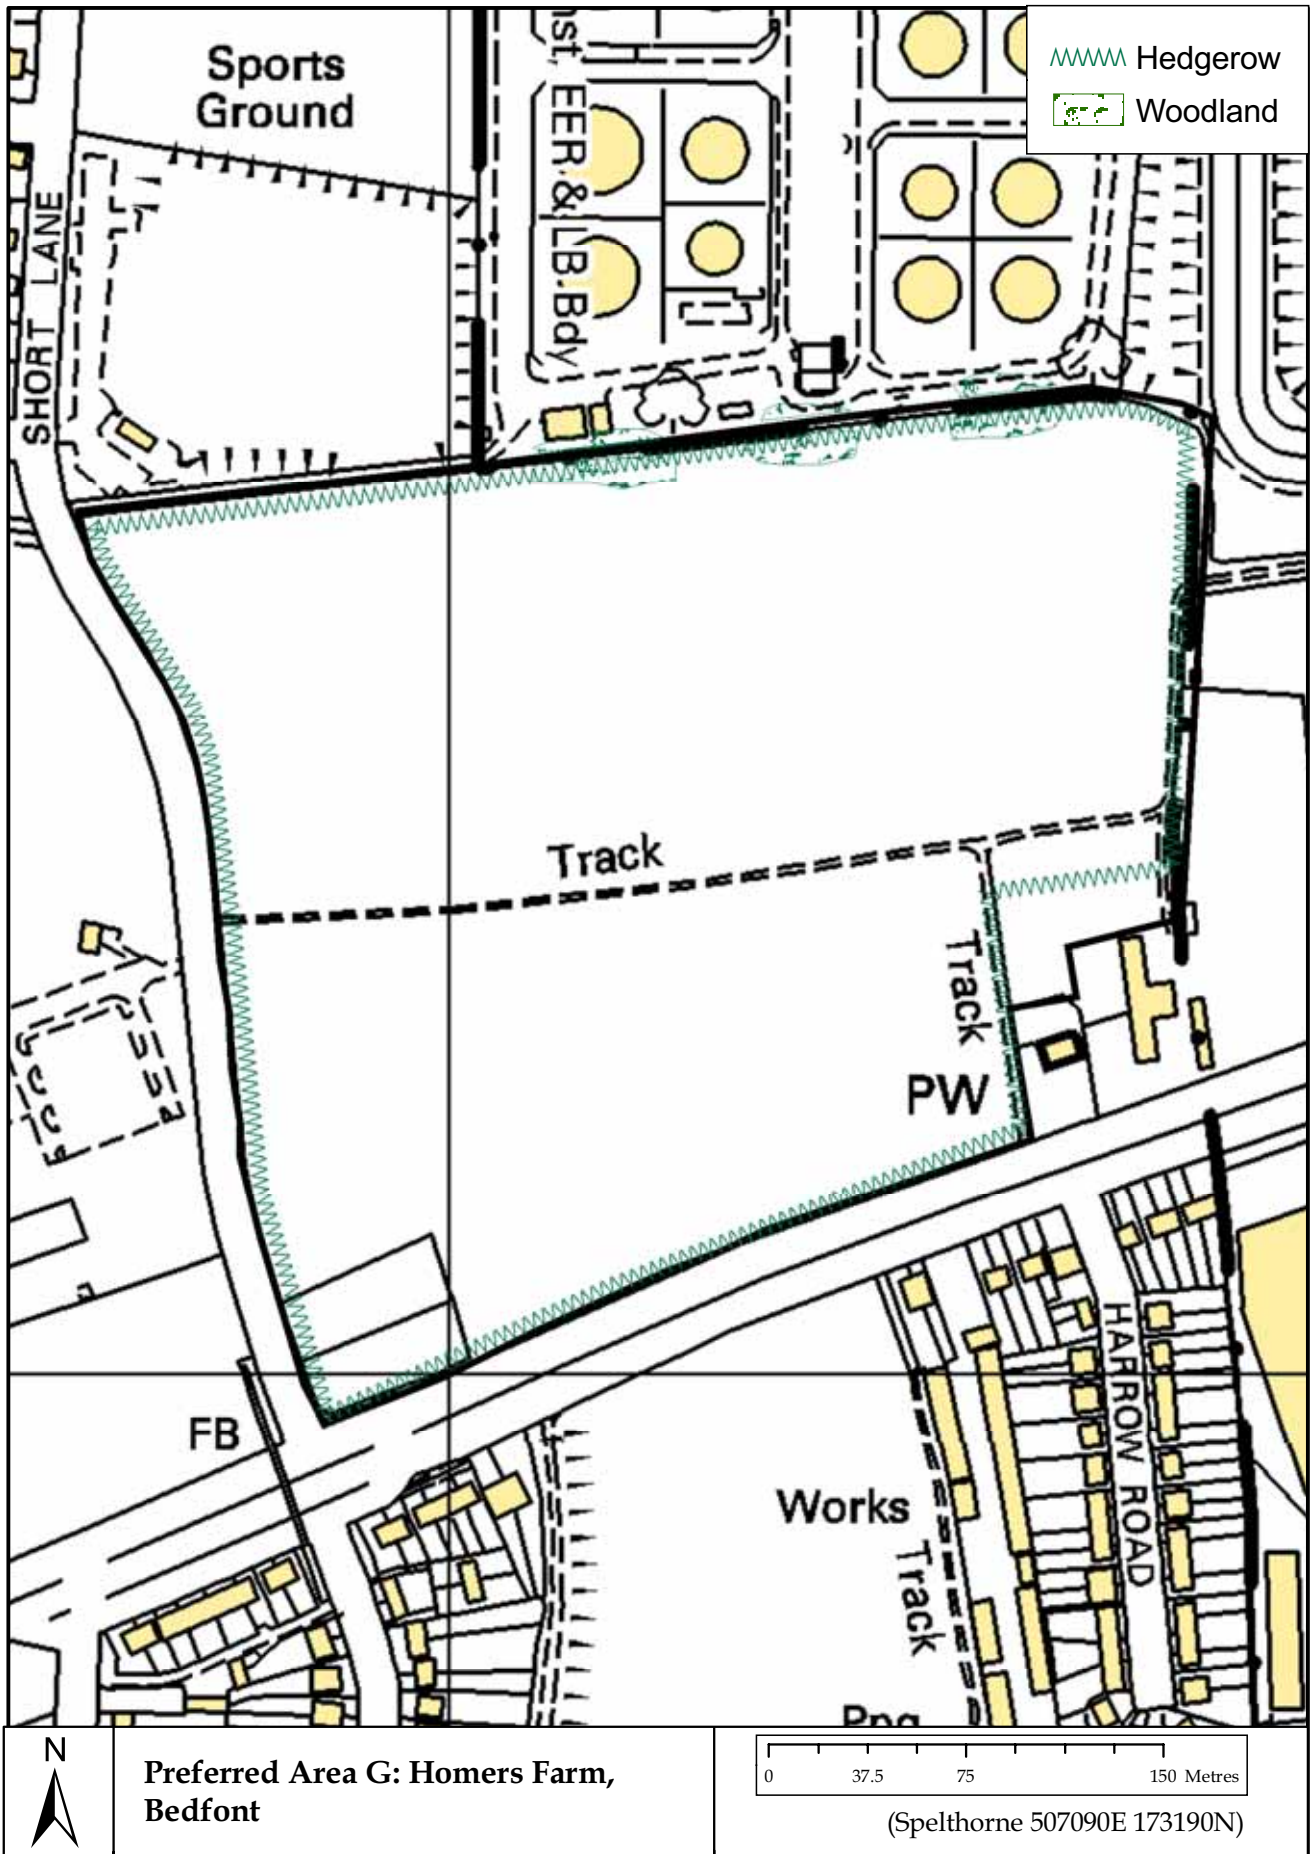 Sports
Ground
SHORT LANE
EER & LB Bdy
Hedgerow
Woodland
Track
Track
PW
FB
Works
Track
HARROW ROAD
N
Preferred Area G: Homers Farm,
Bedfont
0 37.5 75 150 Metres
(Spelthorne 507090E 173190N)